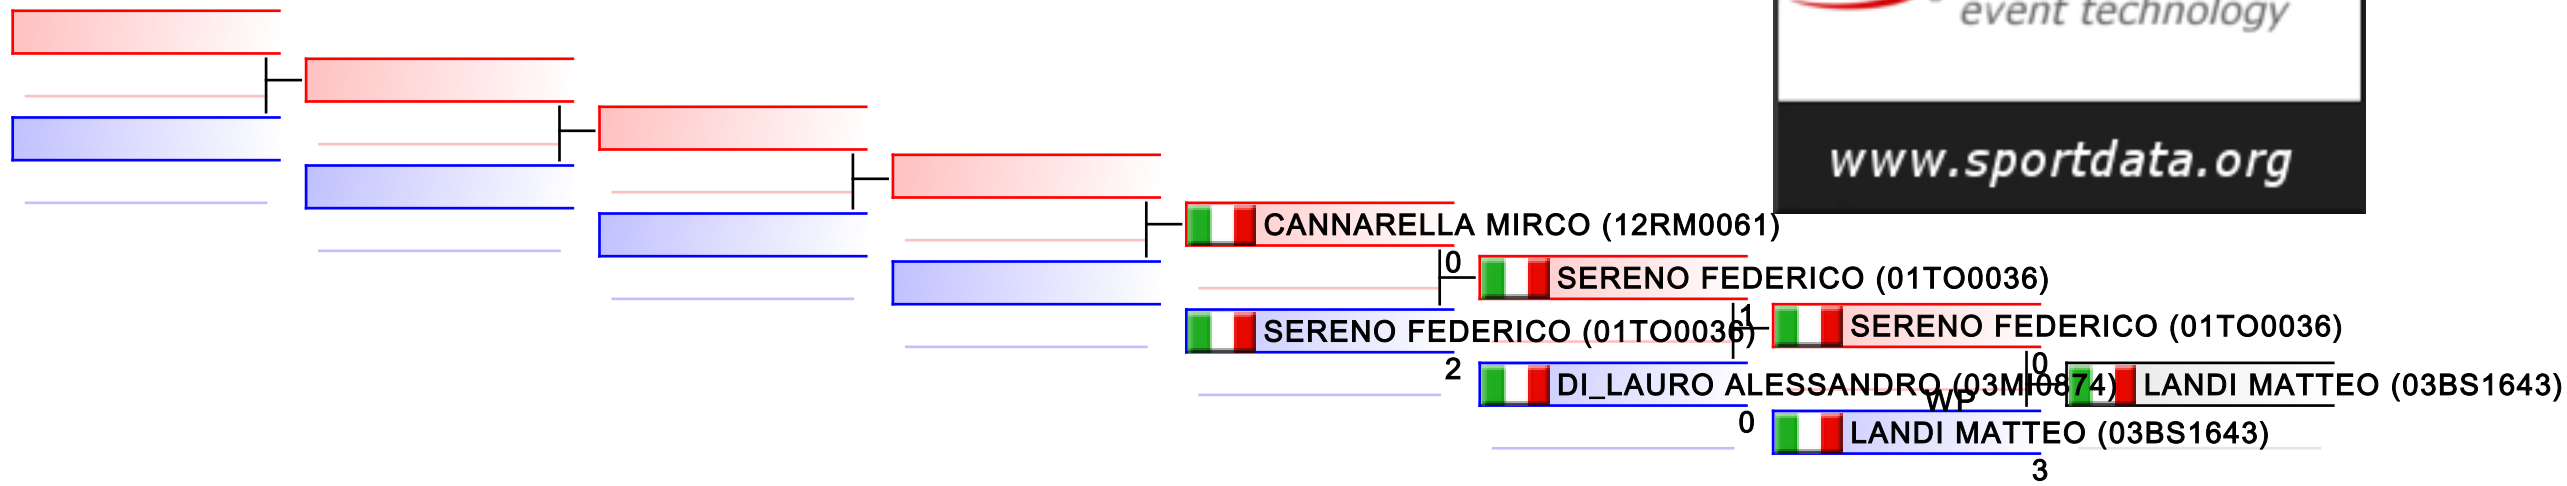 event technology
www.sportdata.org
CANNARELLA MIRCO (12RM0061)
0
SERENO FEDERICO (01TO0036)
1
SERENO FEDERICO (01TO0036)
SERENO FEDERICO (01TO0036)
2
0
DI_LAURO ALESSANDRO (03MI0874)
LANDI MATTEO (03BS1643)
WP
0
LANDI MATTEO (03BS1643)
3